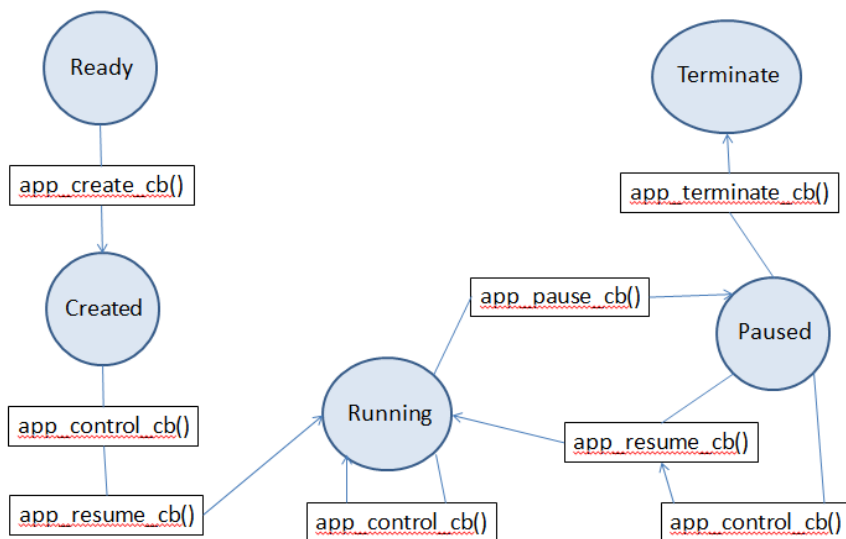 Ready
Terminate
app_create_cb()
app_terminate_cb()
Created
app_pause_cb()
Paused
Running
app_control_cb()
app_resume_cb()
app_resume_cb()
app_control_cb()
app_control_cb()